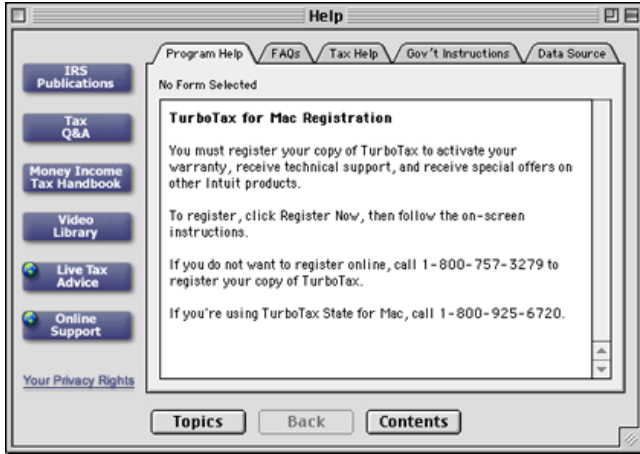 Help
Program Help
FAQs
Tax Help
Gov't Instructions
Data Source
IRS
Publications
Tax
Q&A
Money Income
Tax Handbook
Video
Library
Live Tax
Advice
Online
Support
Your Privacy Rights
No Form Selected
TurboTax for Mac Registration
You must register your copy of TurboTax to activate your
warranty, receive technical support, and receive special offers on
other Intuit products.
To register, click Register Now, then follow the on-screen
instructions.
If you do not want to register online, call 1-800-757-3279 to
register your copy of TurboTax.
If you're using TurboTax State for Mac, call 1-800-925-6720.
Topics
Back
Contents